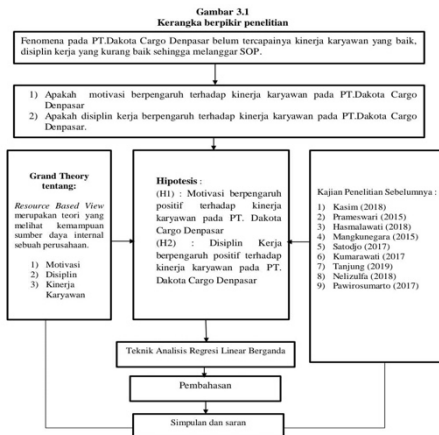 Gambar 3.1
Kerangka berpikir penelitian
Fenomena pada PT.Dakota Cargo Denpasar belum tercapainya kinerja karyawan yang baik,
disiplin kerja yang kurang baik sehingga melanggar SOP.
1) Apakah motivasi berpengaruh terhadap kinerja karyawan pada PT.Dakota Cargo
Denpasar
2) Apakah disiplin kerja berpengaruh terhadap kinerja karyawan pada PT.Dakota Cargo
Denpasar.
Grand Theory
tentang:
Resource Based View
merupakan teori yang
melihat kemampuan
sumber daya internal
sebuah perusahaan.
1) Motivasi
2) Disiplin
3) Kinerja
Karyawan
Hipotesis :
(H1) : Motivasi berpengaruh
positif terhadap kinerja
karyawan pada PT. Dakota
Cargo Denpasar
(H2) : Disiplin Kerja
berpengaruh positif terhadap
kinerja karyawan pada PT.
Dakota Cargo Denpasar
Kajian Penelitian Sebelumnya :
1) Kasim (2018)
2) Prameswari (2015)
3) Hasmalawati (2018)
4) Mangkunegara (2015)
5) Satodjo (2017)
6) Kumarawati (2017
7) Tanjung (2019)
8) Nelizulfa (2018)
9) Pawirosumarto (2017)
Teknik Analisis Regresi Linear Berganda
Pembahasan
Simpulan dan saran